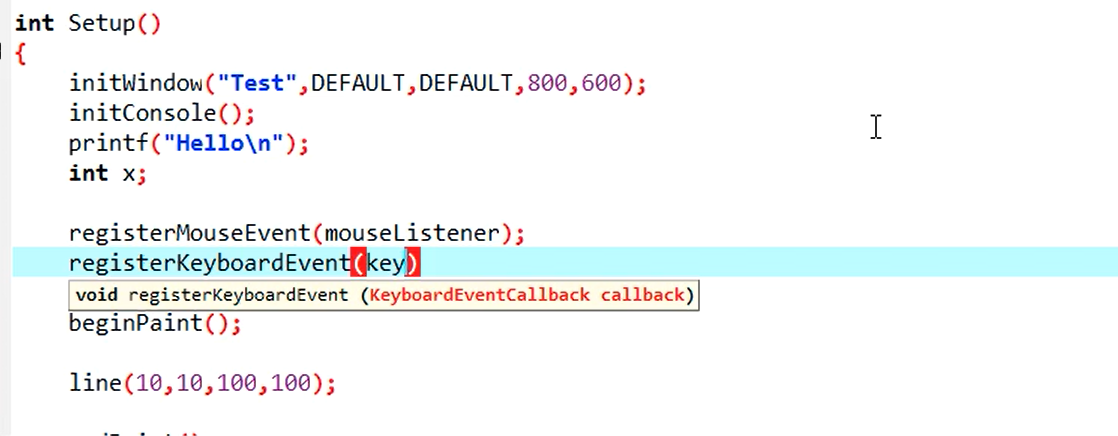 int Setup()
{
initWindow("Test",DEFAULT,DEFAULT,800,600);
initConsole();
printf("Hello\n");
int x;
registerMouseEvent(mouseListener);
registerKeyboardEvent(key)
void registerKeyboardEvent (KeyboardEventCallback callback)
beginPaint();
line(10,10,100,100);